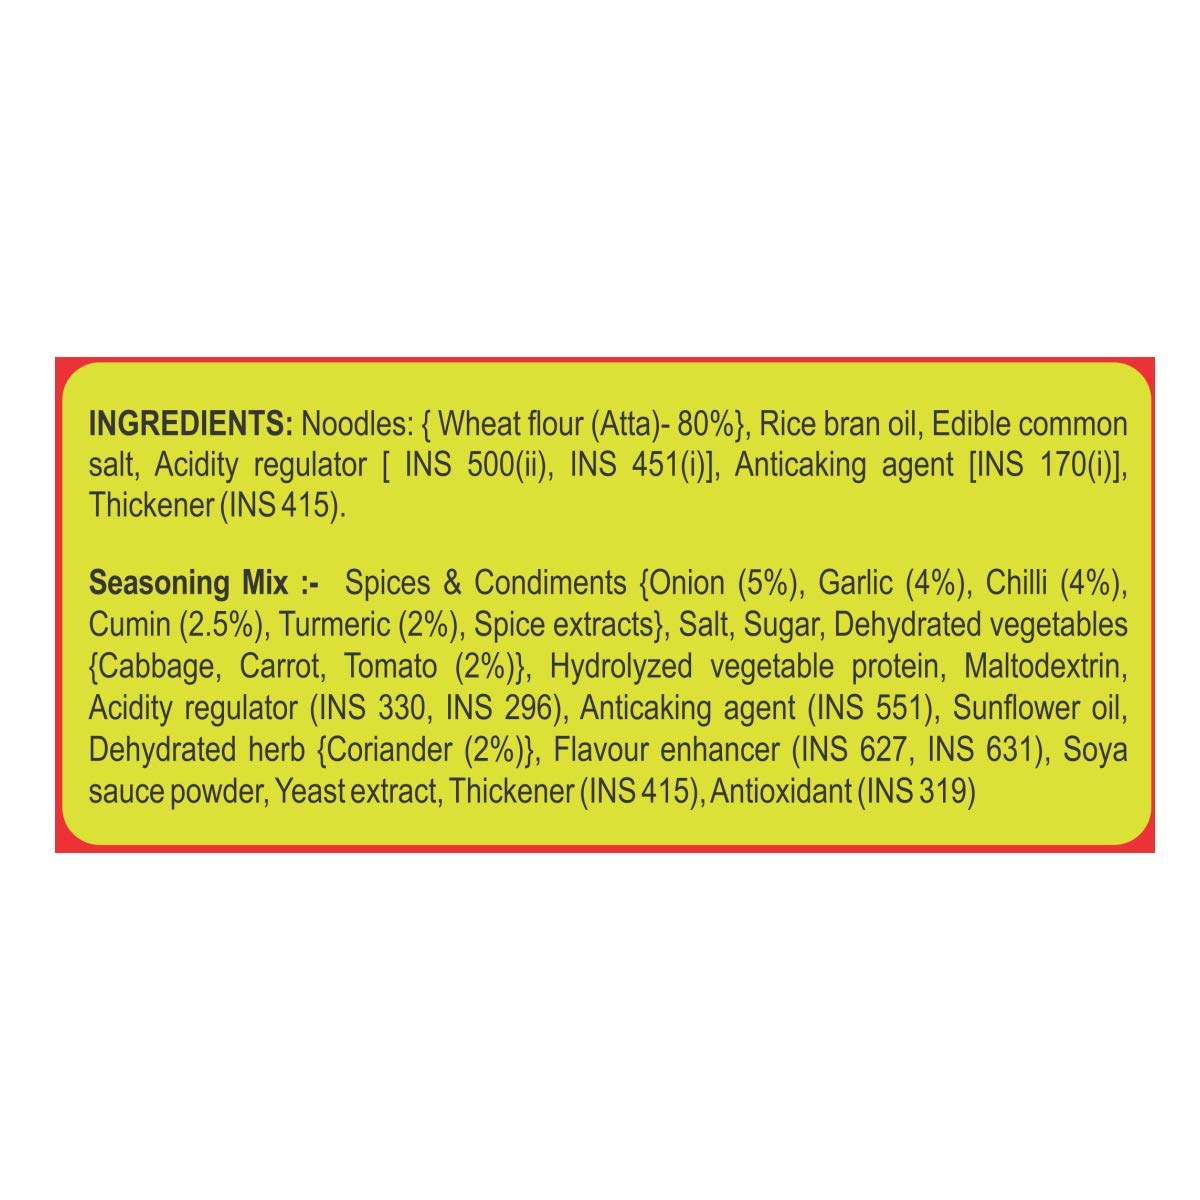 INGREDIENTS: Noodles: { Wheat flour (Atta)- 80%}, Rice bran oil, Edible common
salt, Acidity regulator [ INS 500(ii), INS 451(i)], Anticaking agent [INS 170(i)],
Thickener (INS 415).
Seasoning Mix :- Spices & Condiments {Onion (5%), Garlic (4%), Chilli (4%),
Cumin (2.5%), Turmeric (2%), Spice extracts}, Salt, Sugar, Dehydrated vegetables
{Cabbage, Carrot, Tomato (2%)}, Hydrolyzed vegetable protein, Maltodextrin,
Acidity regulator (INS 330, INS 296), Anticaking agent (INS 551), Sunflower oil,
Dehydrated herb {Coriander (2%)}, Flavour enhancer (INS 627, INS 631), Soya
sauce powder, Yeast extract, Thickener (INS 415), Antioxidant (INS 319)